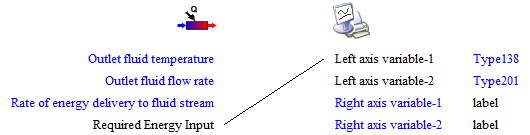 Q
Outlet fluid temperature Left axis variable-1 Type138
Outlet fluid flow rate Left axis variable-2 Type201
Rate of energy delivery to fluid stream Right axis variable-1 label
Required Energy Input Right axis variable-2 label